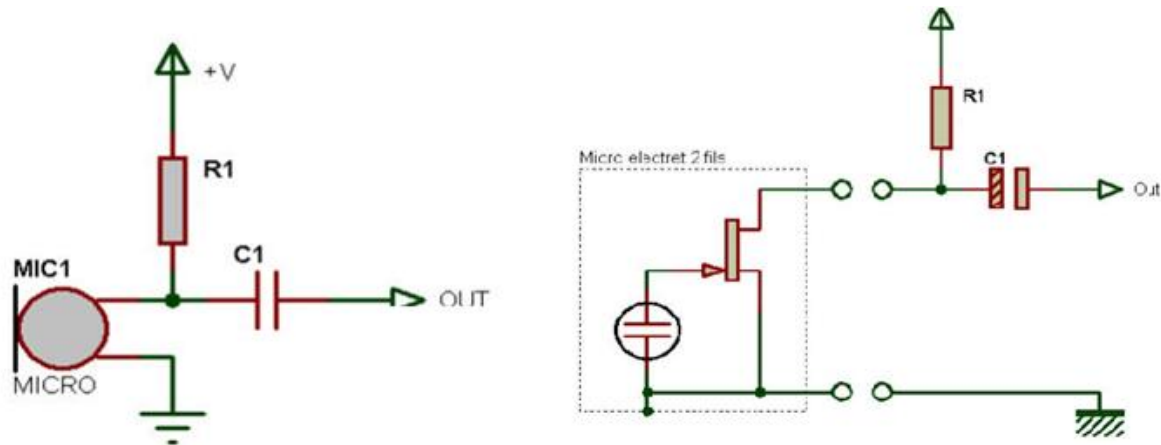 +V
R1
C1
MIC1
OUT
MICRO
R1
Micro electret 2 fils
C1
Out